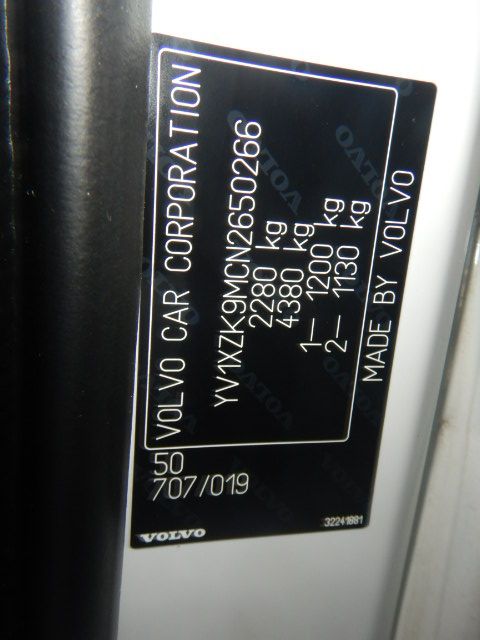 VOLVO CAR CORPORATION
YV1XZK9MCN2650266
2280 kg
4380 kg
1— 1200 kg
2— 1130 kg
MADE BY VOLVO
50
707/019
VOLVO
32241881